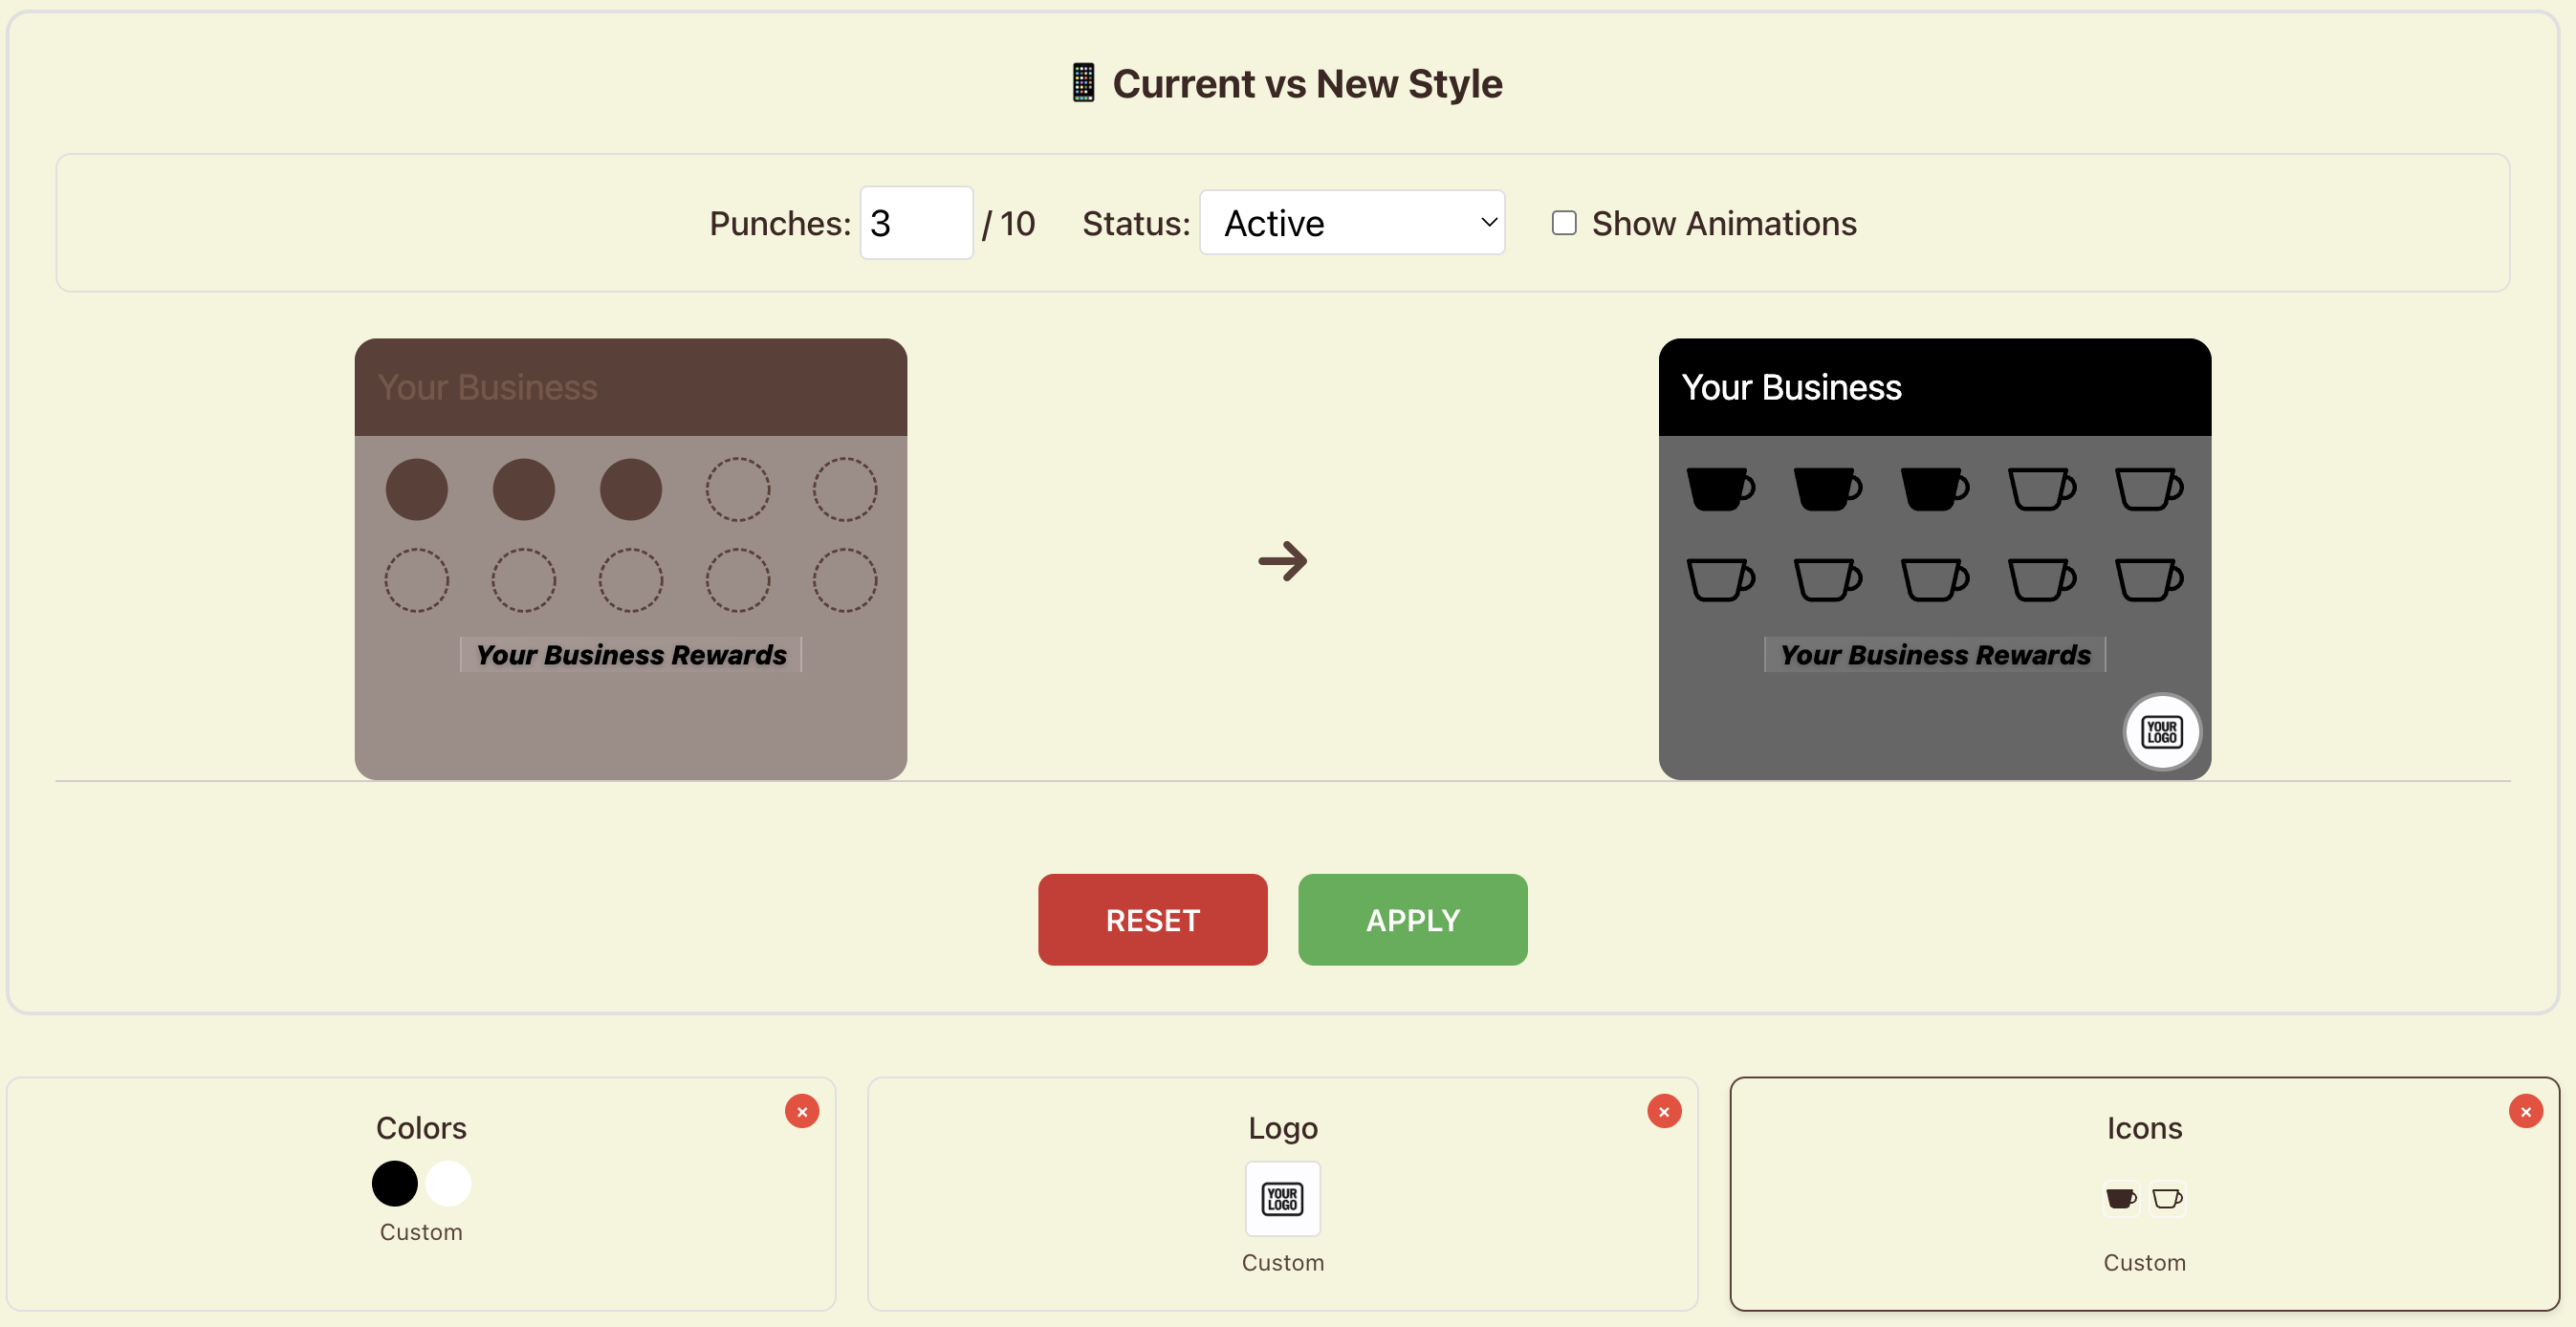 📱 Current vs New Style
Punches: 3 / 10 Status: Active Show Animations
Your Business
Your Business Rewards
→
Your Business
Your Business Rewards
YOUR
LOGO
RESET APPLY
Colors
Custom
Logo
YOUR
LOGO
Custom
Icons
Custom